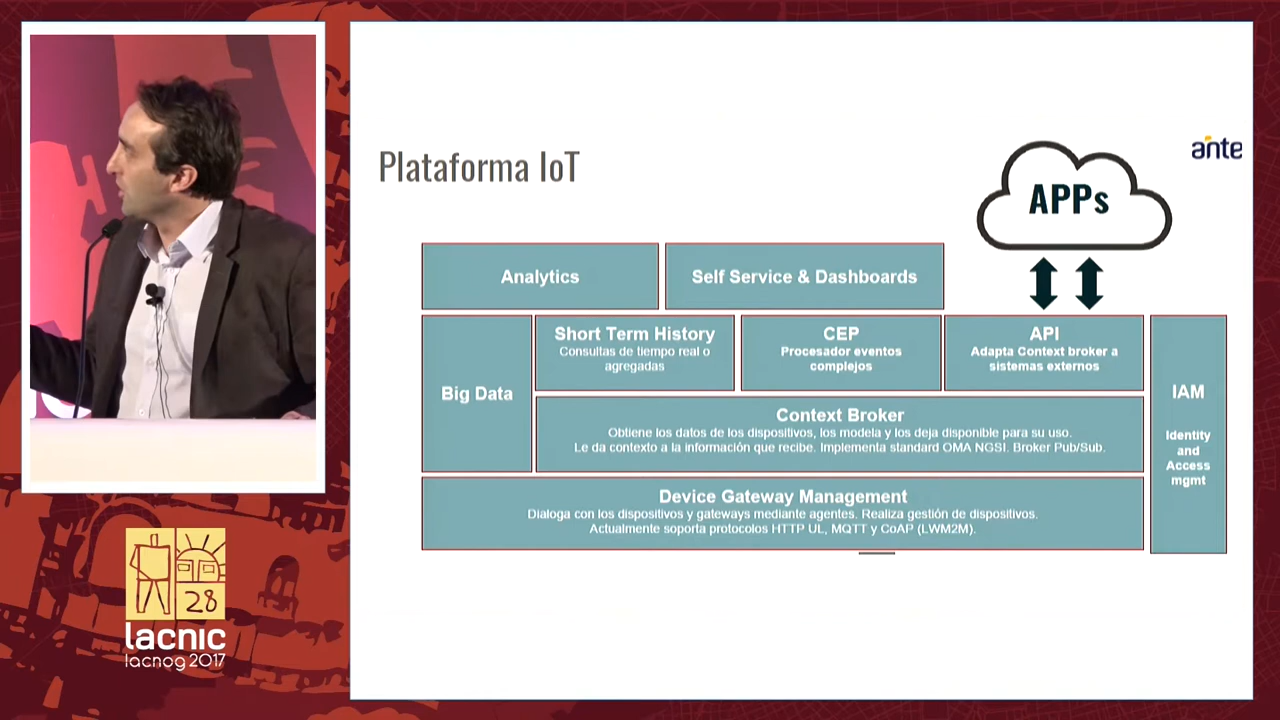 Plataforma IoT
ante
APPs
Analytics
Self Service & Dashboards
Big Data
Short Term History
Consultas de tiempo real o
agregadas
CEP
Procesador eventos
complejos
API
Adapta Context broker a
sistemas externos
IAM
Identity
and
Access
mgmt
Context Broker
Obtiene los datos de los dispositivos, los modela y los deja disponible para su uso.
Le da contexto a la información que recibe. Implementa standard OMA NGSI. Broker Pub/Sub.
Device Gateway Management
Dialoga con los dispositivos y gateways mediante agentes. Realiza gestión de dispositivos.
Actualmente soporta protocolos HTTP UL, MQTT y CoAP (LWM2M).
28
lacnic
lacnog 2017